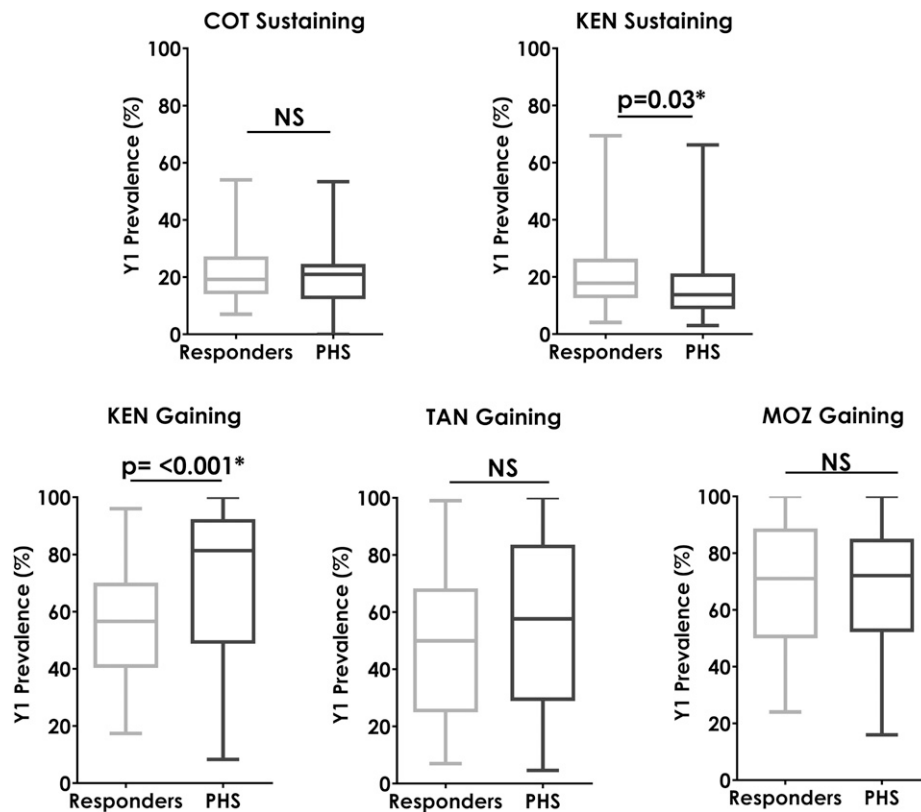 COT Sustaining
Y1 Prevalence (%)
100
80
60
40
20
0
NS
Responders PHS
KEN Sustaining
Y1 Prevalence (%)
100
80
60
40
20
0
p=0.03*
Responders PHS
KEN Gaining
Y1 Prevalence (%)
p= <0.001*
100
80
60
40
20
0
Responders PHS
TAN Gaining
Y1 Prevalence (%)
NS
100
80
60
40
20
0
Responders PHS
MOZ Gaining
Y1 Prevalence (%)
NS
100
80
60
40
20
0
Responders PHS